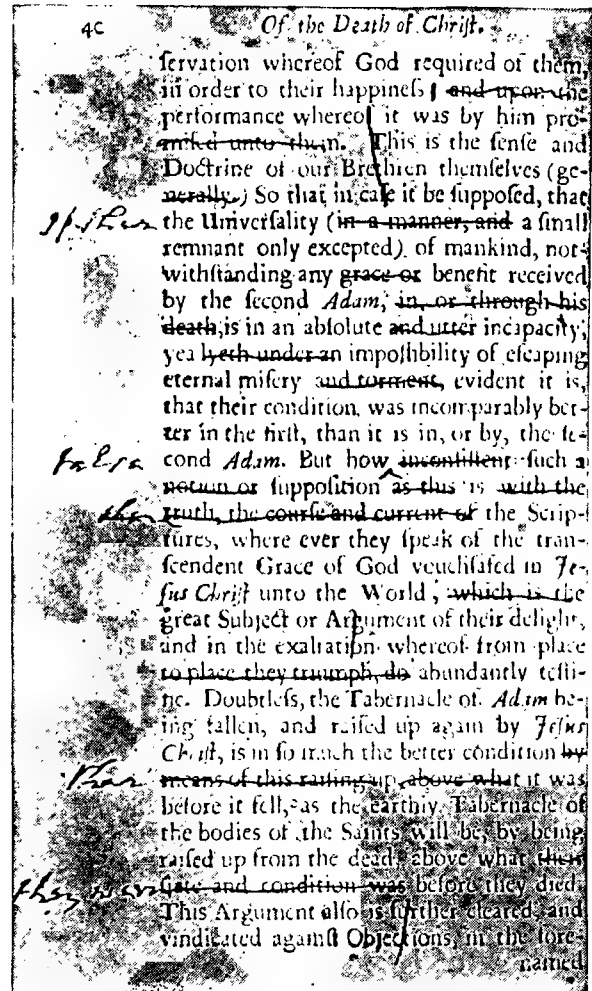 40 Of the Death of Chriſt.
ſervation whereof God required of them,
in order to their happineſs, and upon the
performance whereof it was by him pro-
miſed unto them. This is the ſenſe and
Doctrine of our Brethren themſelves (ge-
nerally.) So that in caſe it be ſuppoſed, that
the Univerſality (in a manner, and a ſmall
remnant only excepted) of mankind, not-
withſtanding any grace or benefit received
by the ſecond Adam, in, or through his
death, is in an abſolute and utter incapacity,
yea lyeth under an impoſſibility of eſcaping
eternal miſery and torment, evident it is,
that their condition was incomparably bet-
ter in the firſt, than it is in, or by, the ſe-
falſe cond Adam. But how inconſiſtent ſuch a
notion or ſuppoſition as this is with the
then truth, the courſe and current of the Scrip-
tures, where ever they ſpeak of the tran-
ſcendent Grace of God vouchſafed in Je-
ſus Chriſt unto the World, which is the
great Subject or Argument of their delight,
and in the exaltation whereof from place
to place they triumph, do abundantly teſti-
fie. Doubtleſs, the Tabernacle of Adam be-
ing fallen, and raiſed up again by Jeſus
Chriſt, is in ſo much the better condition by
than means of this raiſing up, above what it was
before it fell, as the earthly Tabernacle of
the bodies of the Saints will be, by being
raiſed up from the dead, above what their
they were ſtate and condition was before they died.
This Argument alſo is further cleared, and
vindicated againſt Objections, in the fore-
named